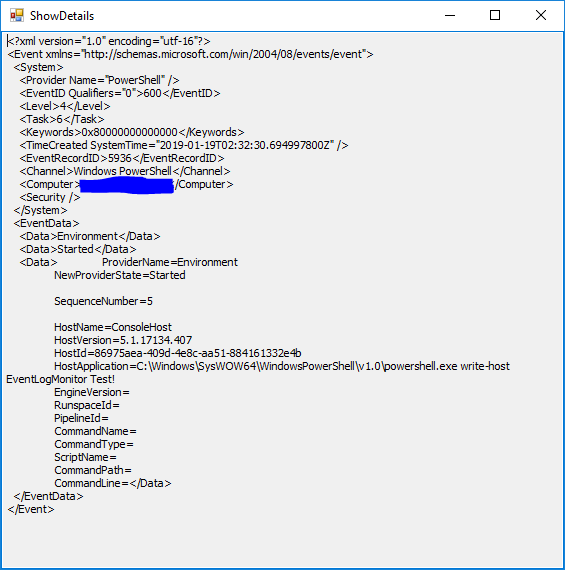 ShowDetails
<?xml version="1.0" encoding="utf-16"?>
<Event xmlns="http://schemas.microsoft.com/win/2004/08/events/event">
<System>
<Provider Name="PowerShell" />
<EventID Qualifiers="0">600</EventID>
<Level>4</Level>
<Task>6</Task>
<Keywords>0x80000000000000</Keywords>
<TimeCreated SystemTime="2019-01-19T02:32:30.694997800Z" />
<EventRecordID>5936</EventRecordID>
<Channel>Windows PowerShell</Channel>
<Computer> /Computer>
<Security />
</System>
<EventData>
<Data>Environment</Data>
<Data>Started</Data>
<Data> ProviderName=Environment
NewProviderState=Started
SequenceNumber=5
HostName=ConsoleHost
HostVersion=5.1.17134.407
HostId=86975aea-409d-4e8c-aa51-884161332e4b
HostApplication=C:\Windows\SysWOW64\WindowsPowerShell\v1.0\powershell.exe write-host
EventLogMonitor Test!
EngineVersion=
RunspaceId=
PipelineId=
CommandName=
CommandType=
ScriptName=
CommandPath=
CommandLine=</Data>
</EventData>
</Event>